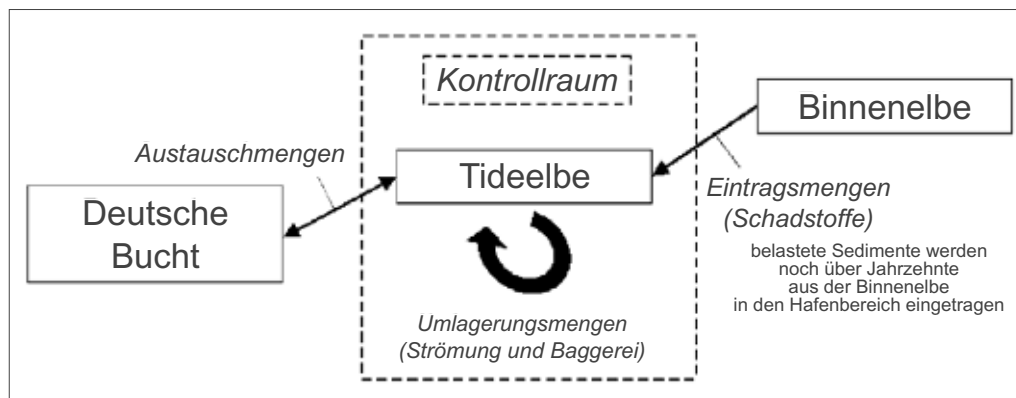 Kontrollraum
Binnenelbe
Austauschmengen
Tideelbe
Deutsche
Bucht
Eintragsmengen
(Schadstoffe)
belastete Sedimente werden
noch über Jahrzehnte
aus der Binnenelbe
in den Hafenbereich eingetragen
Umlagerungsmengen
(Strömung und Baggerei)